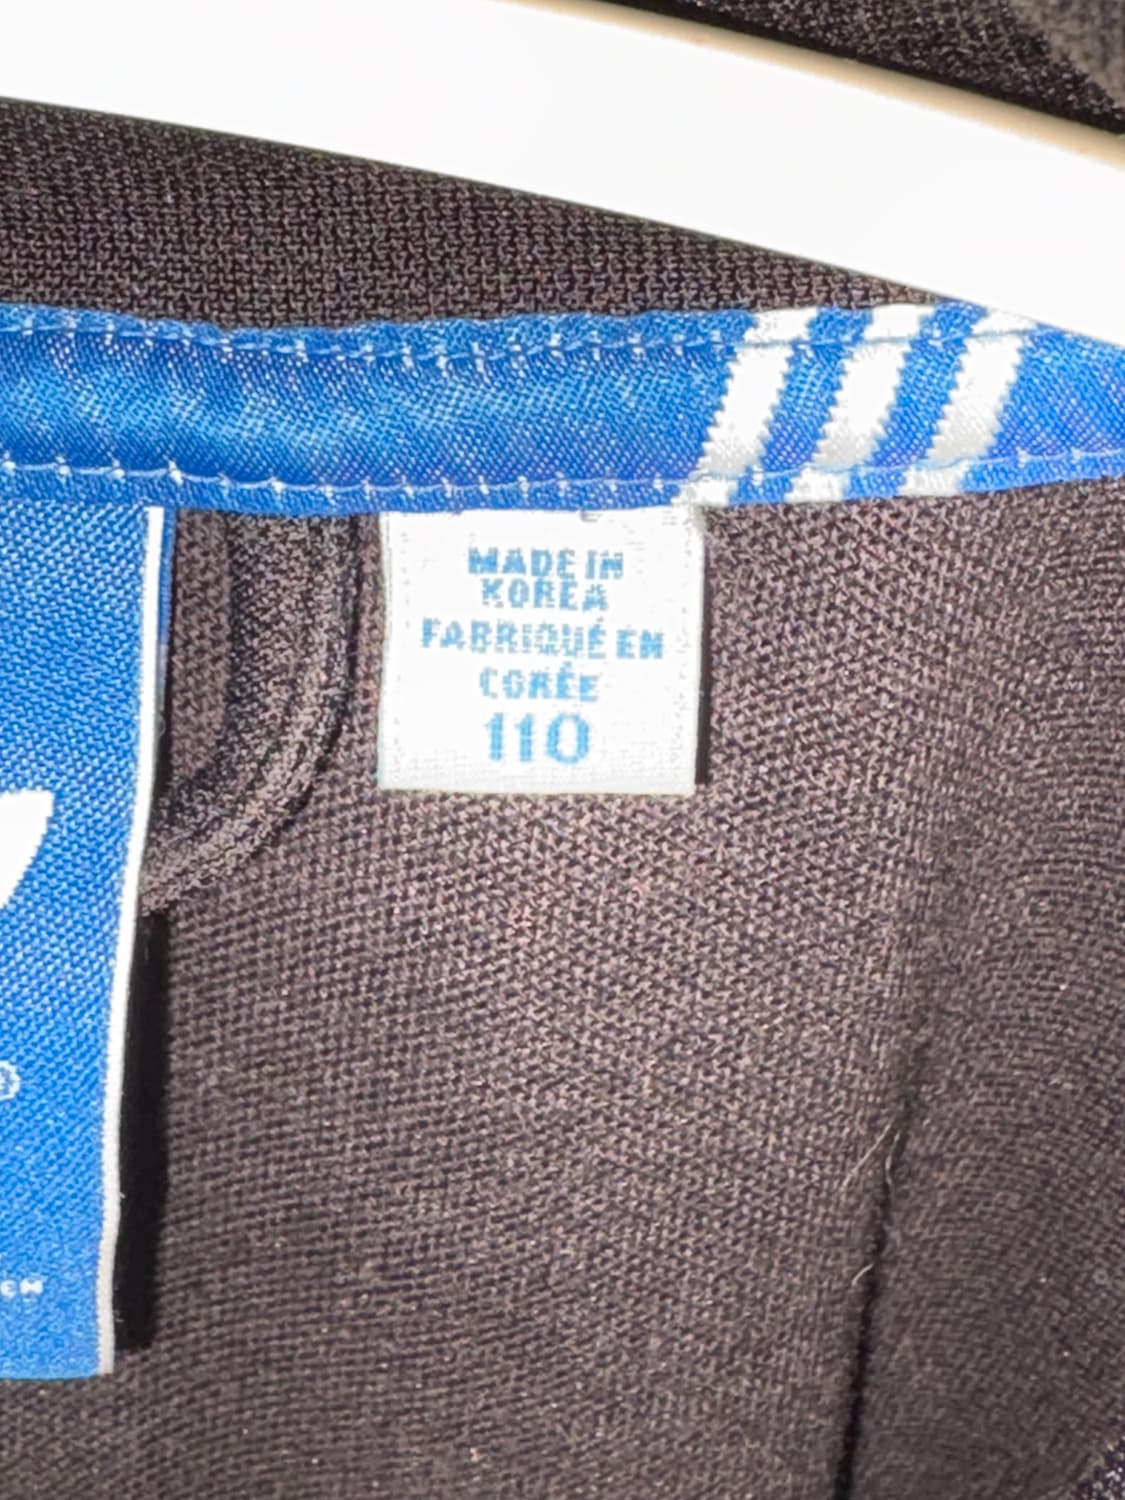 MADE IN
KOREA
FABRIQUÉ EN
CORÉE
110